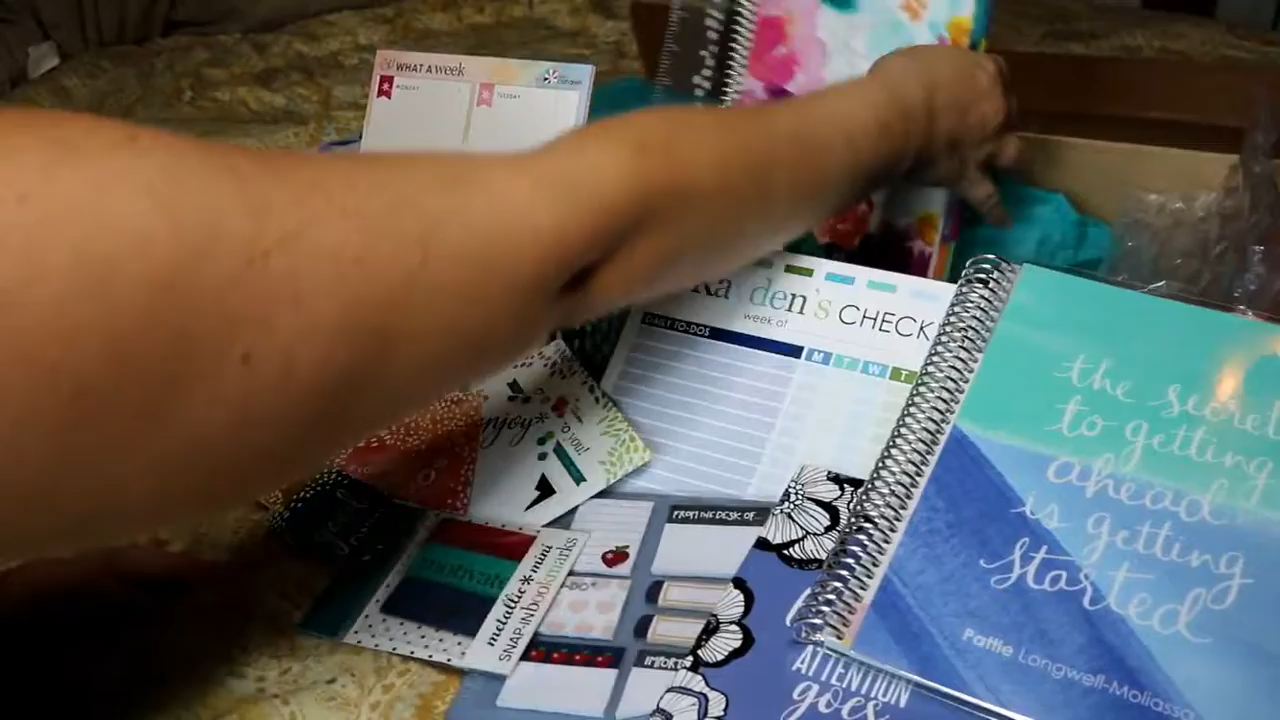 WHAT A week
MONDAY
TUESDAY
den's CHECK
week of
DAILY TO-DOS
M T W T
enjoy*
o you!
FROM THE DESK OF...
motivate
metallic * mini
SNAP-IN bookmarks
ATTENTION
goes
the secret
to getting
ahead
is getting
started
Pattie Longwell-Moliassa